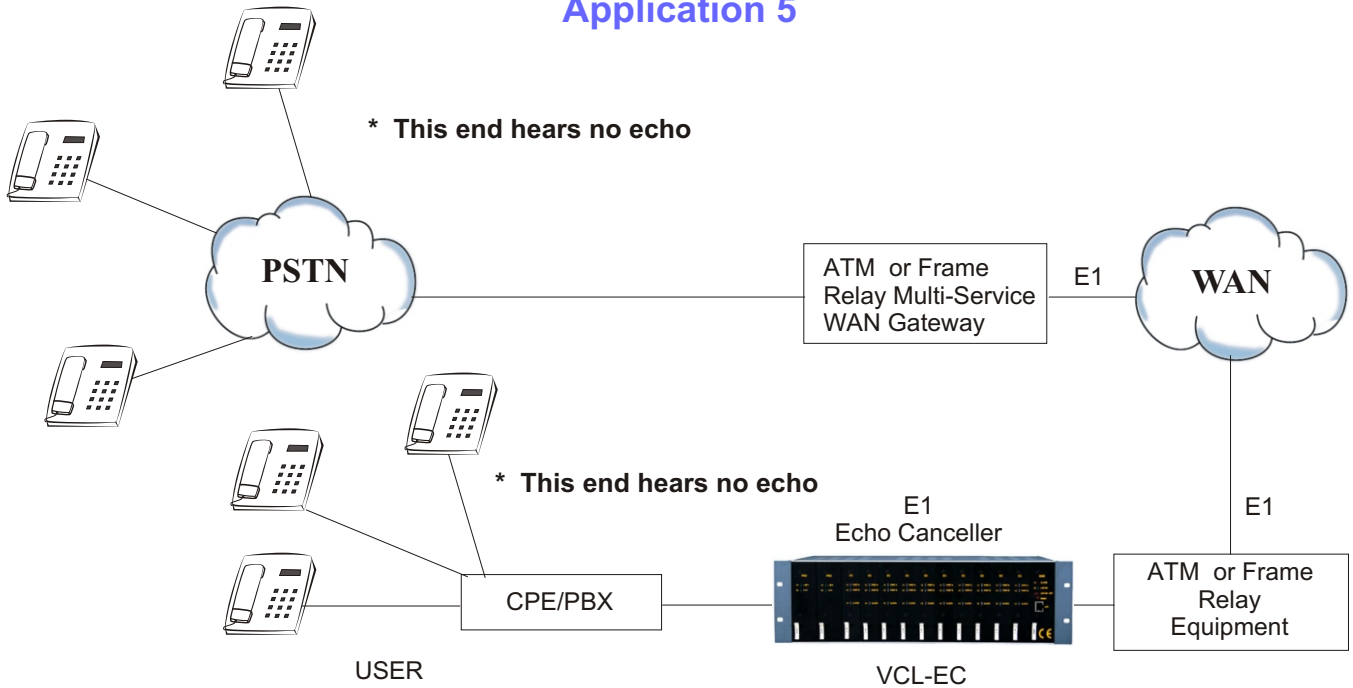 Application 5
* This end hears no echo
PSTN
ATM or Frame
Relay Multi-Service
WAN Gateway
E1
WAN
* This end hears no echo
E1
Echo Canceller
E1
CPE/PBX
ATM or Frame
Relay
Equipment
USER
VCL-EC
CE